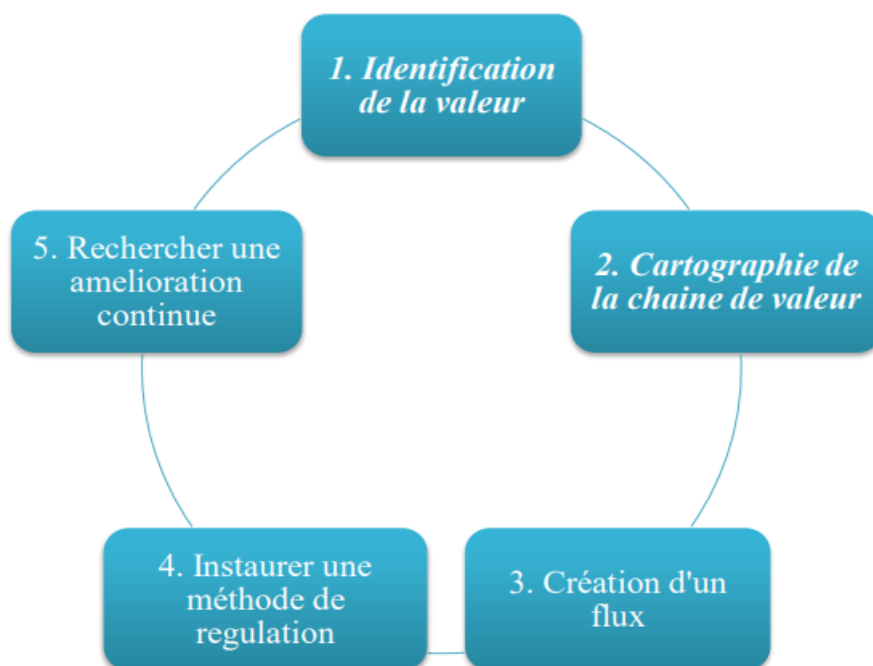 1. Identification
de la valeur
2. Cartographie de
la chaine de valeur
3. Création d'un
flux
4. Instaurer une
méthode de
regulation
5. Rechercher une
amelioration
continue